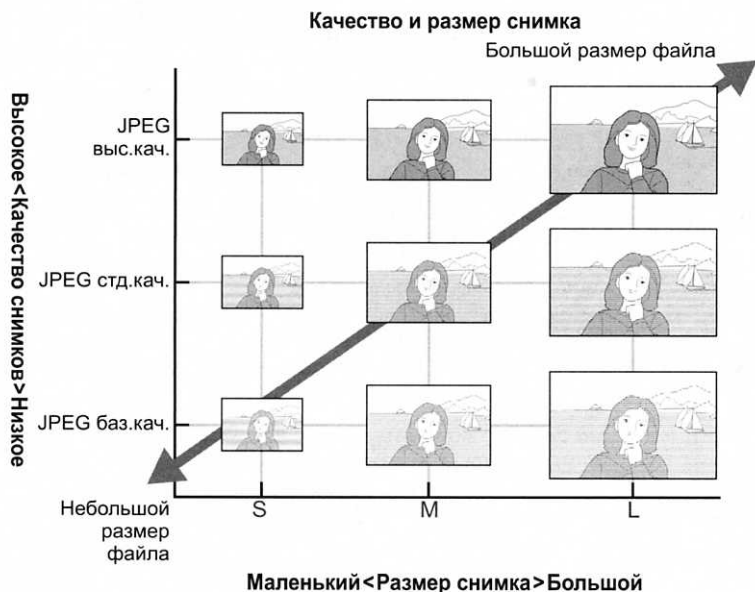 Качество и размер снимка
Большой размер файла
Высокое<Качество снимков>Низкое
JPEG
выс.кач.
JPEG стд.кач.
JPEG баз.кач.
Небольшой
размер
файла
S
M
L
Маленький<Размер снимка>Большой